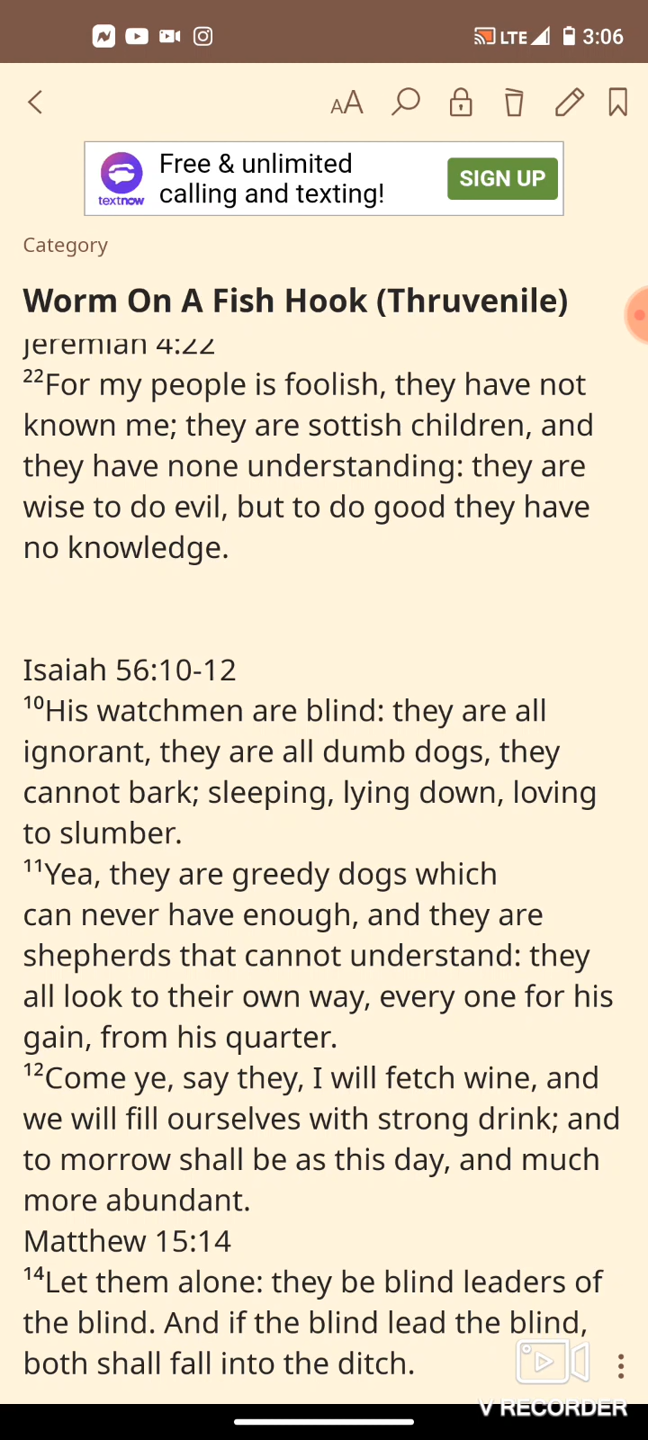 LTE 3:06
AA
Free & unlimited
calling and texting!
textnow
SIGN UP
Category
Worm On A Fish Hook (Thruvenile)
Jeremiah 4:22
²²For my people is foolish, they have not
known me; they are sottish children, and
they have none understanding: they are
wise to do evil, but to do good they have
no knowledge.
Isaiah 56:10-12
¹⁰His watchmen are blind: they are all
ignorant, they are all dumb dogs, they
cannot bark; sleeping, lying down, loving
to slumber.
¹¹Yea, they are greedy dogs which
can never have enough, and they are
shepherds that cannot understand: they
all look to their own way, every one for his
gain, from his quarter.
¹²Come ye, say they, I will fetch wine, and
we will fill ourselves with strong drink; and
to morrow shall be as this day, and much
more abundant.
Matthew 15:14
¹⁴Let them alone: they be blind leaders of
the blind. And if the blind lead the blind,
both shall fall into the ditch.
V RECORDER